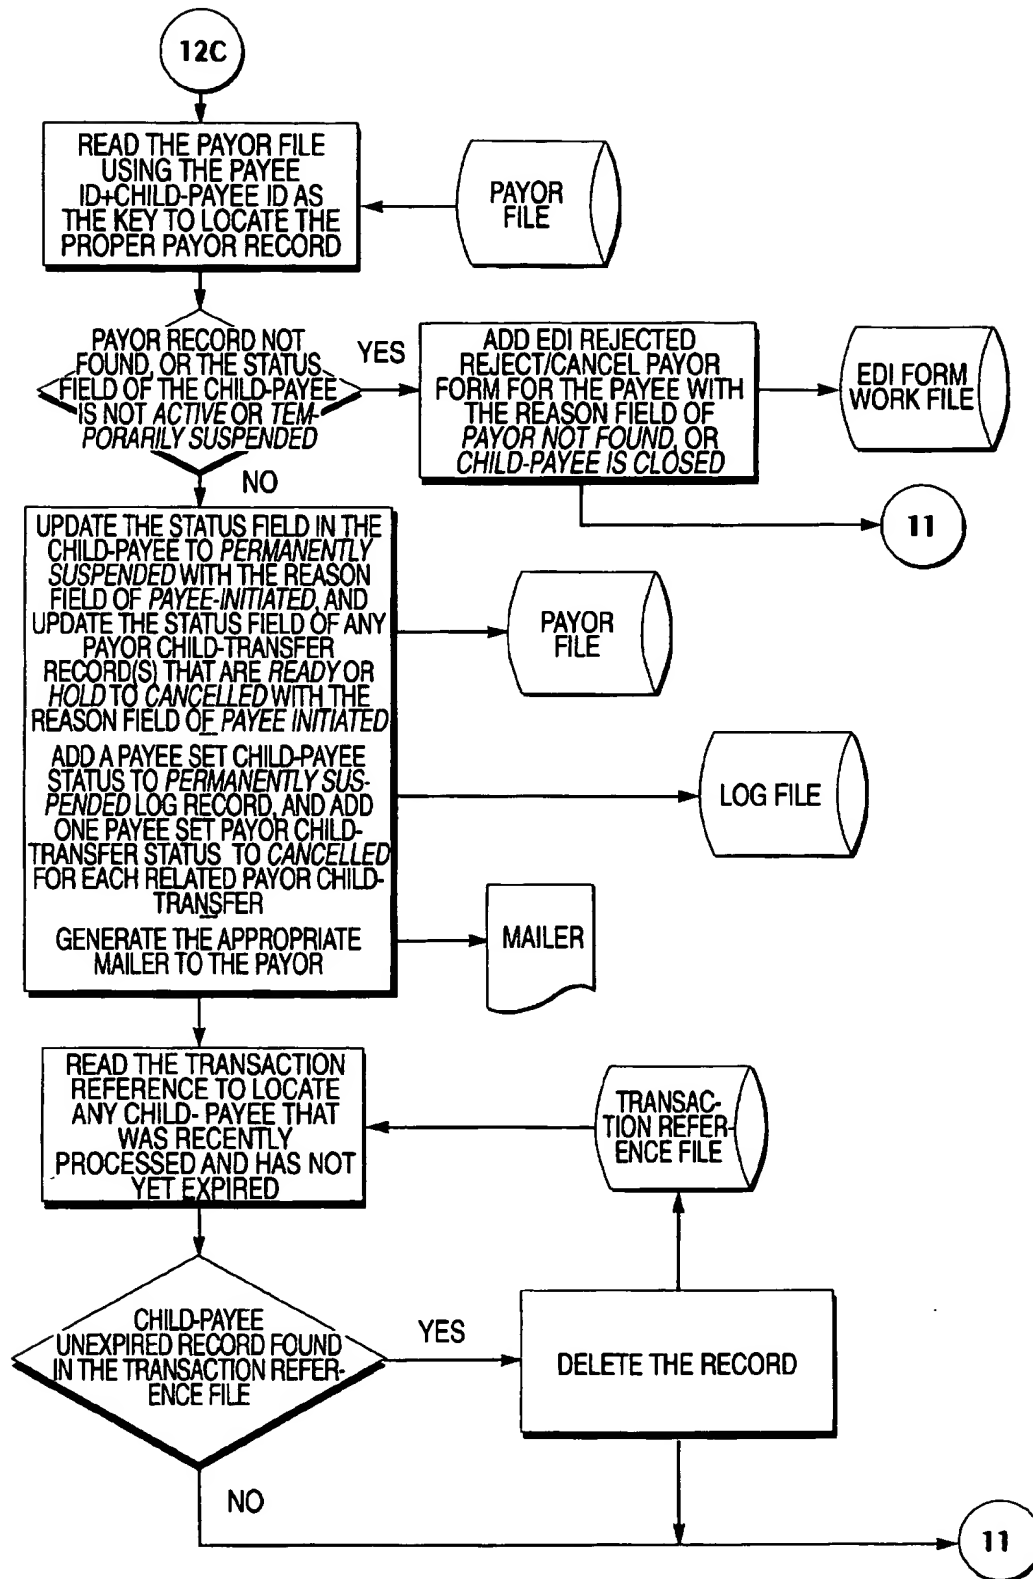 12C
READ THE PAYOR FILE
USING THE PAYEE
ID+CHILD-PAYEE ID AS
THE KEY TO LOCATE THE
PROPER PAYOR RECORD
PAYOR
FILE
PAYOR RECORD NOT
FOUND, OR THE STATUS
FIELD OF THE CHILD-PAYEE
IS NOT ACTIVE OR TEM-
PORARILY SUSPENDED
YES
ADD EDI REJECTED
REJECT/CANCEL PAYOR
FORM FOR THE PAYEE WITH
THE REASON FIELD OF
PAYOR NOT FOUND, OR
CHILD-PAYEE IS CLOSED
EDI FORM
WORK FILE
NO
11
UPDATE THE STATUS FIELD IN THE
CHILD-PAYEE TO PERMANENTLY
SUSPENDED WITH THE REASON
FIELD OF PAYEE-INITIATED, AND
UPDATE THE STATUS FIELD OF ANY
PAYOR CHILD-TRANSFER
RECORD(S) THAT ARE READY OR
HOLD TO CANCELLED WITH THE
REASON FIELD OF PAYEE INITIATED
PAYOR
FILE
ADD A PAYEE SET CHILD-PAYEE
STATUS TO PERMANENTLY SUS-
PENDED LOG RECORD, AND ADD
ONE PAYEE SET PAYOR CHILD-
TRANSFER STATUS TO CANCELLED
FOR EACH RELATED PAYOR CHILD-
TRANSFER
LOG FILE
GENERATE THE APPROPRIATE
MAILER TO THE PAYOR
MAILER
READ THE TRANSACTION
REFERENCE TO LOCATE
ANY CHILD- PAYEE THAT
WAS RECENTLY
PROCESSED AND HAS NOT
YET EXPIRED
TRANSAC-
TION REFER-
ENCE FILE
CHILD-PAYEE
UNEXPIRED RECORD FOUND
IN THE TRANSACTION REFER-
ENCE FILE
YES
DELETE THE RECORD
NO
11